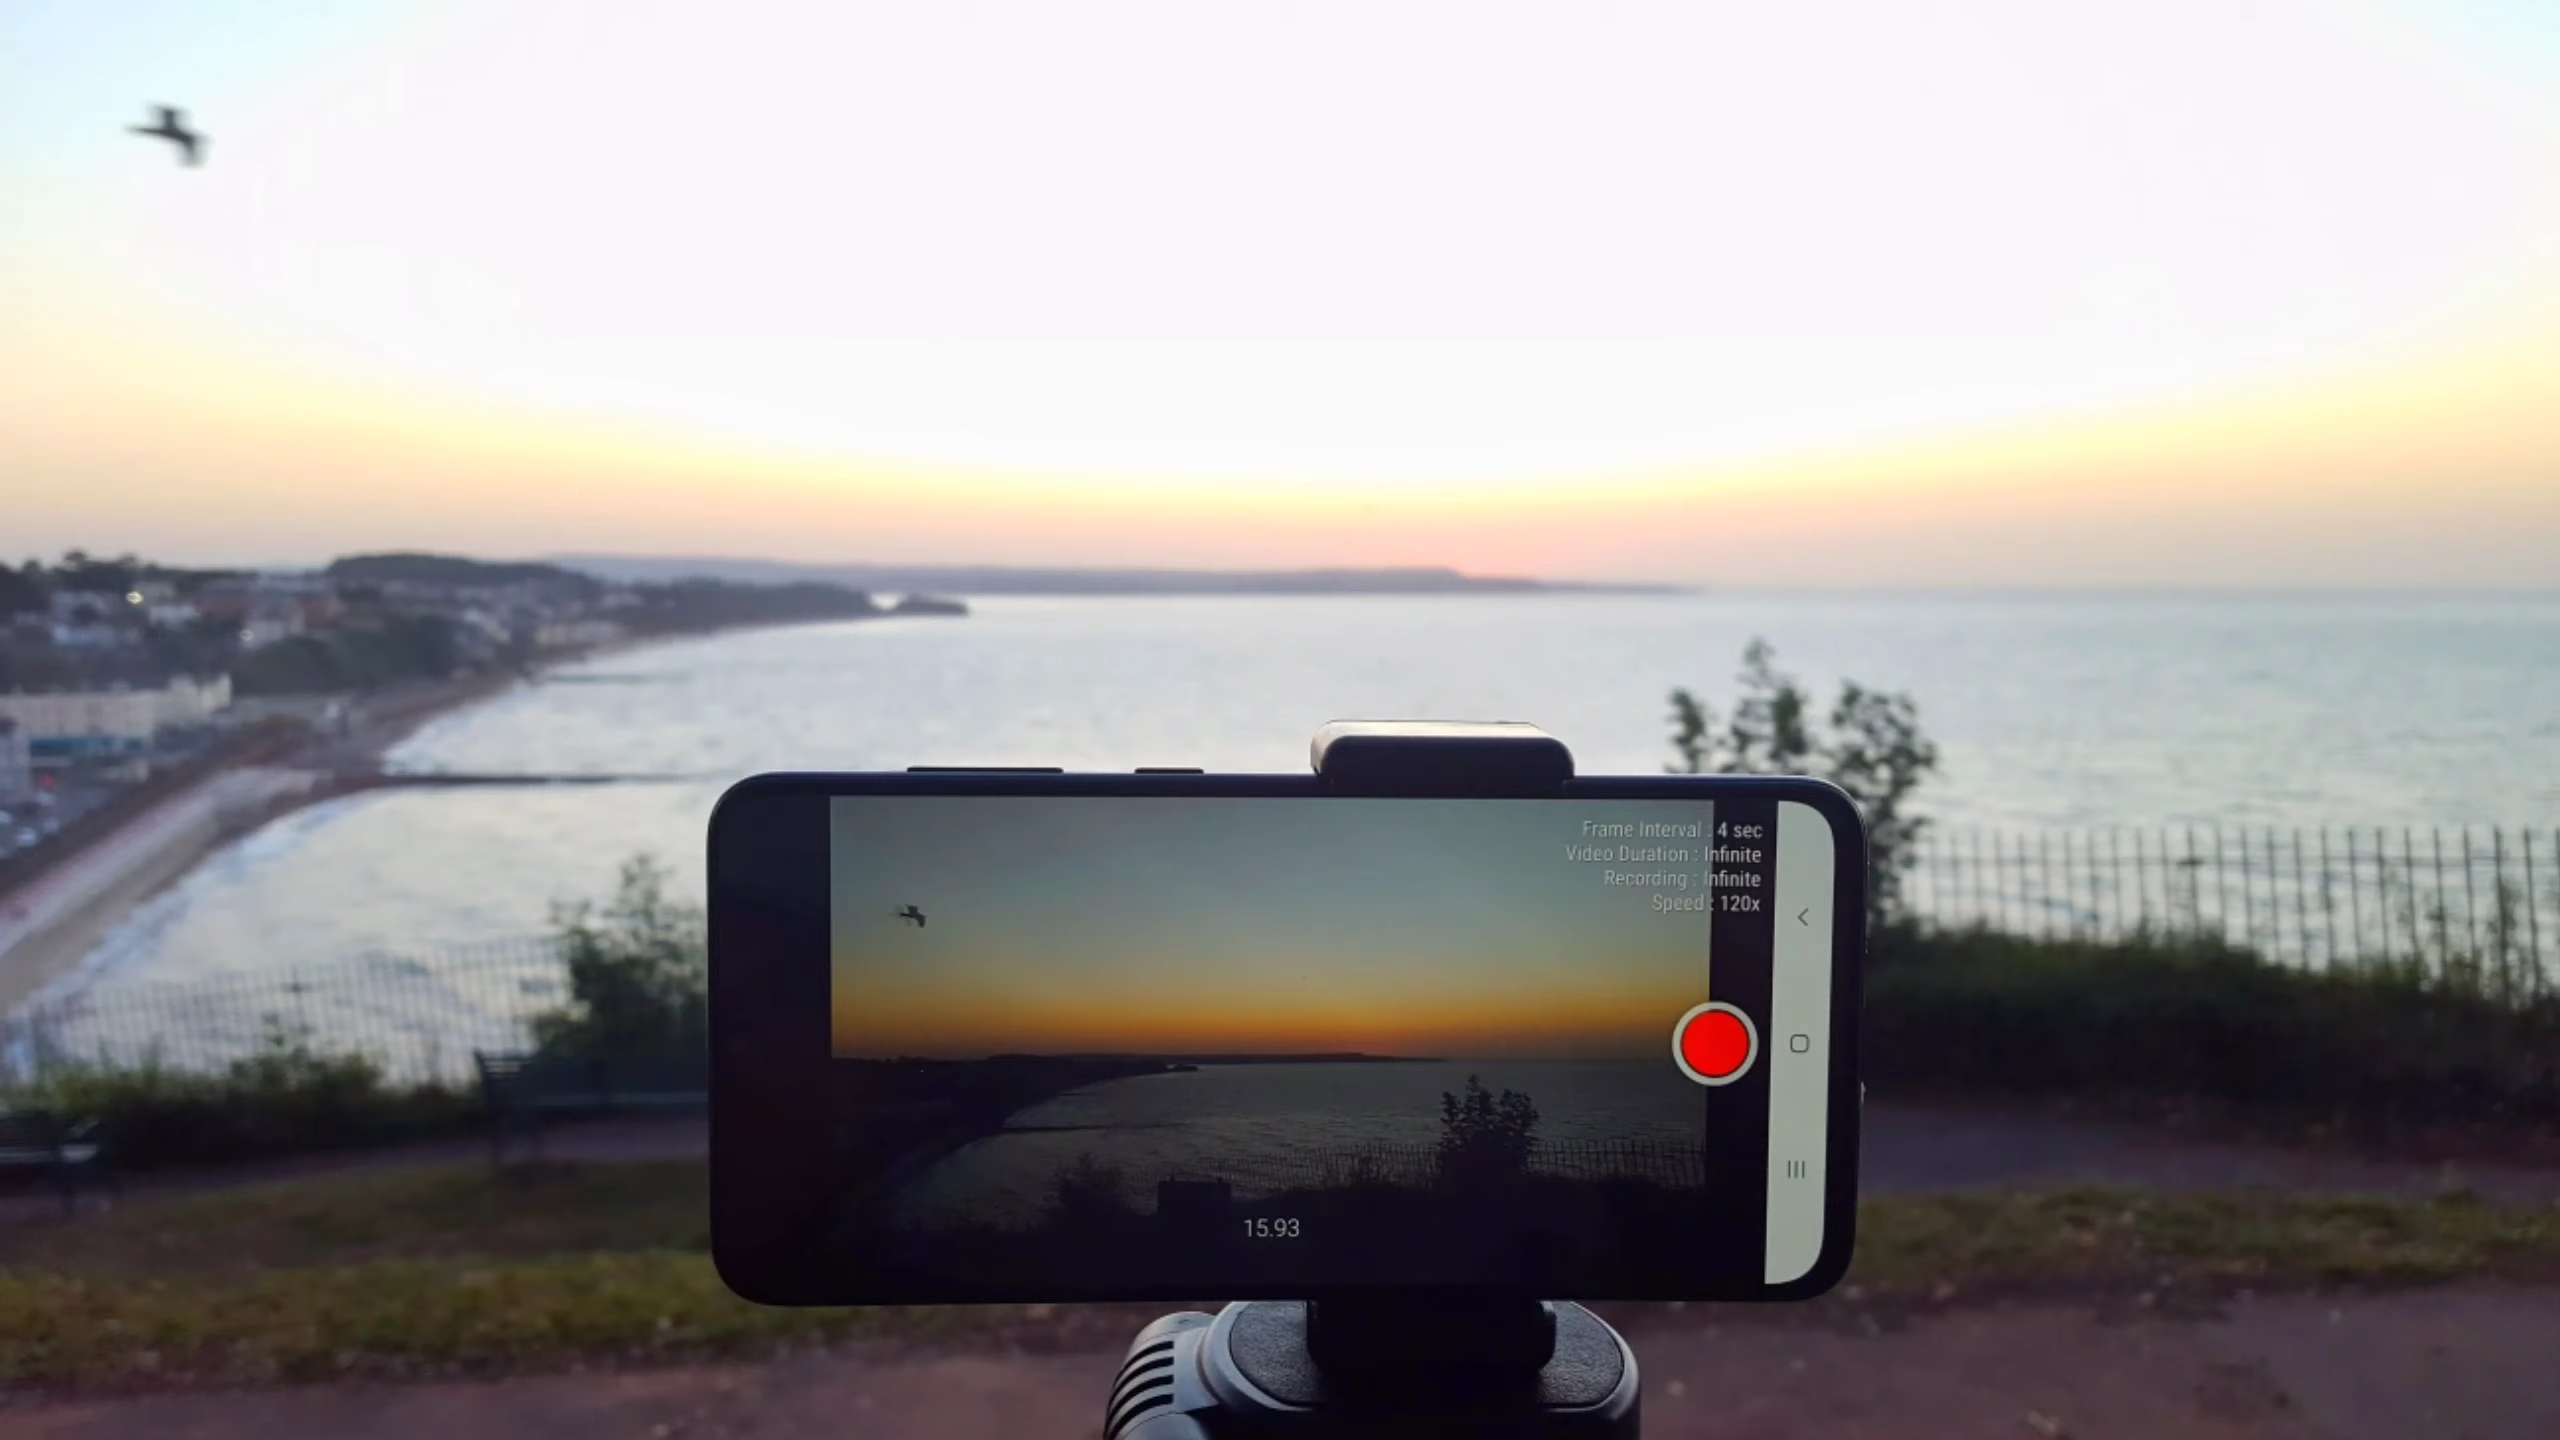 Frame Interval : 4 sec
Video Duration : Infinite
Recording : Infinite
Speed : 120x
15.93